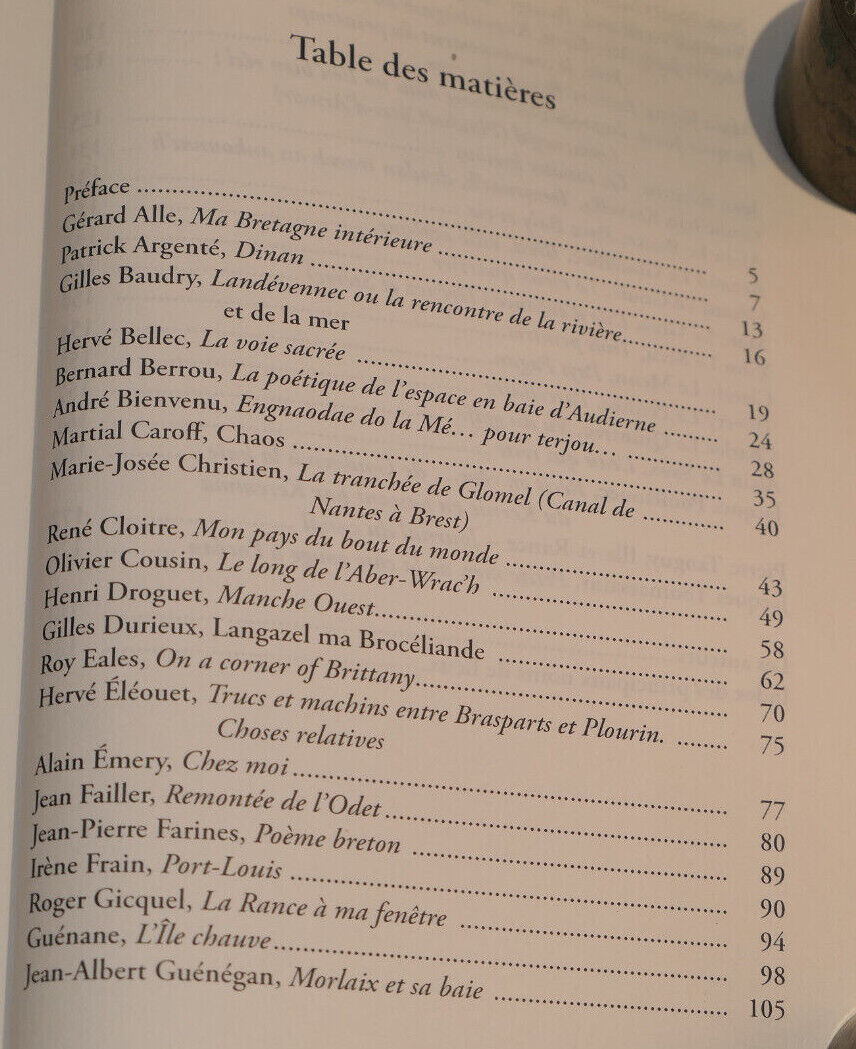 Table des matières
Préface ........ 5
Gérard Alle, Ma Bretagne intérieure ........ 7
Patrick Argenté, Dinan ........ 13
Gilles Baudry, Landévennec ou la rencontre de la rivière ........ 16
et de la mer
Hervé Bellec, La voie sacrée ........ 19
Bernard Berrou, La poétique de l'espace en baie d'Audierne ........ 24
André Bienvenu, Engnaodae do la Mé... pour terjou... ........ 28
Martial Caroff, Chaos ........ 35
Marie-Josée Christien, La tranchée de Glomel (Canal de ........ 40
Nantes à Brest)
René Cloitre, Mon pays du bout du monde ........ 43
Olivier Cousin, Le long de l'Aber-Wrac'h ........ 49
Henri Droguet, Manche Ouest ........ 58
Gilles Durieux, Langazel ma Brocéliande ........ 62
Roy Eales, On a corner of Brittany ........ 70
Hervé Éléouet, Trucs et machins entre Brasparts et Plourin. ........ 75
Choses relatives
Alain Émery, Chez moi ........ 77
Jean Failler, Remontée de l'Odet ........ 80
Jean-Pierre Farines, Poème breton ........ 89
Irène Frain, Port-Louis ........ 90
Roger Gicquel, La Rance à ma fenêtre ........ 94
Guénane, L'Île chauve ........ 98
Jean-Albert Guénégan, Morlaix et sa baie ........ 105